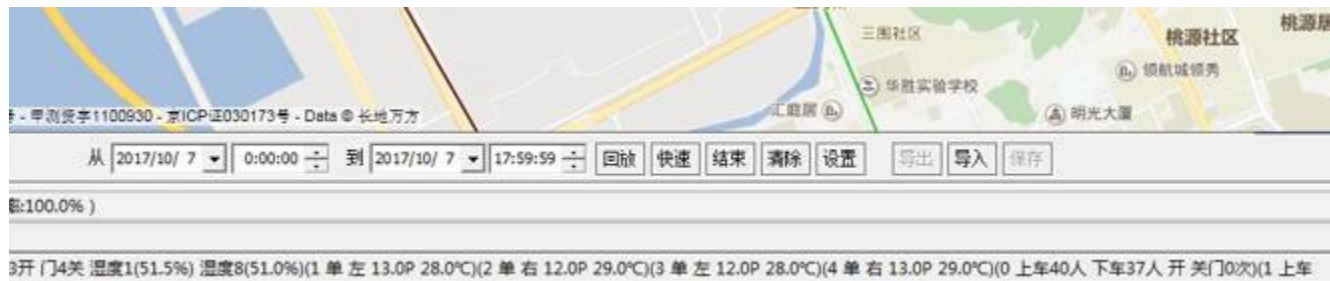 三围社区
桃源社区
桃源居
领航城领秀
华胜实验学校
汇庭居
明光大厦
- 甲测资字1100930 - 京ICP证030173号 - Data © 长地万方
从 2017/10/ 7 0:00:00 到 2017/10/ 7 17:59:59 回放 快速 结束 清除 设置 导出 导入 保存
:100.0% )
3开 门4关 湿度1(51.5%) 湿度8(51.0%)(1 单 左 13.0P 28.0℃)(2 单 右 12.0P 29.0℃)(3 单 左 12.0P 28.0℃)(4 单 右 13.0P 29.0℃)(0 上车40人 下车37人 开 关门0次)(1 上车